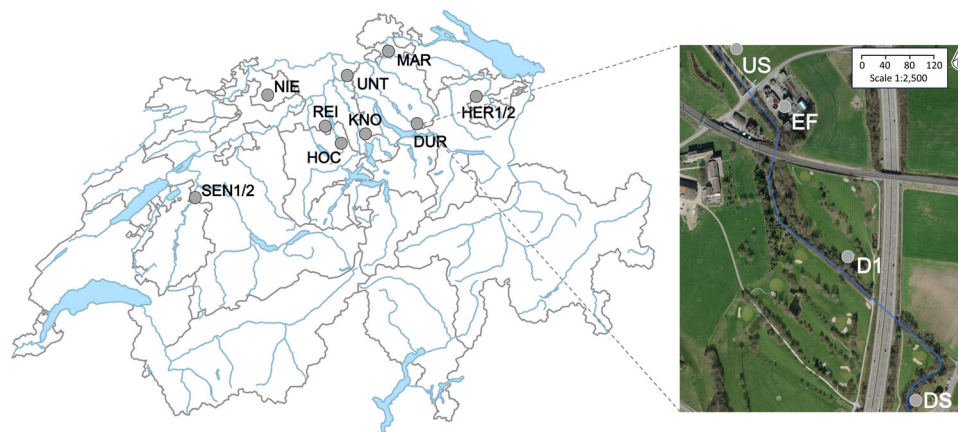 MAR
UNT
NIE
REI
KNO
HER1/2
DUR
HOC
SEN1/2
US
0 40 80 120
Scale 1:2,500
EF
D1
DS